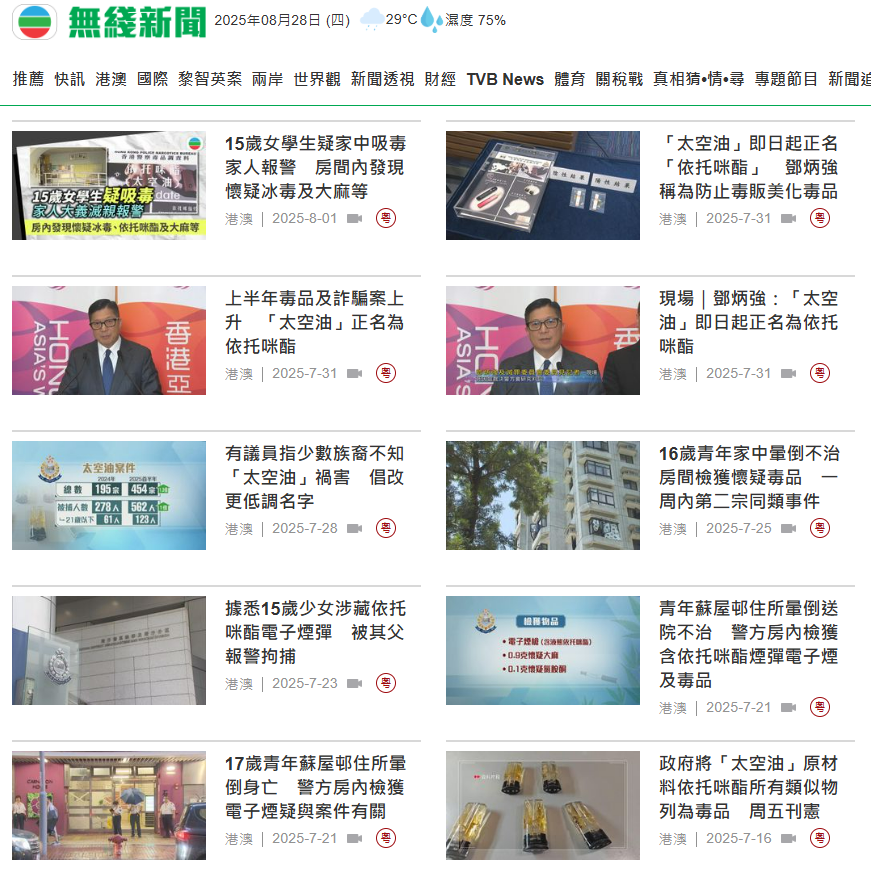 無綫新聞 2025年08月28日 (四) 29°C 濕度 75%
推薦 快訊 港澳 國際 黎智英案 兩岸 世界觀 新聞透視 財經 TVB News 體育 關稅戰 真相猜•情•尋 專題節目 新聞追
15歲女學生疑吸毒
家人大義滅親報警
房內發現懷疑冰毒、依托咪酯及大麻等
15歲女學生疑家中吸毒
家人報警　房間內發現
懷疑冰毒及大麻等
港澳 | 2025-8-01 粵
陰性結果
陽性結果
「太空油」即日起正名
「依托咪酯」　鄧炳強
稱為防止毒販美化毒品
港澳 | 2025-7-31 粵
HON
ASIA'S W
香港亞
上半年毒品及詐騙案上
升　「太空油」正名為
依托咪酯
港澳 | 2025-7-31 粵
HON
ASIA'S
現場｜鄧炳強：「太空
油」即日起正名為依托
咪酯
港澳 | 2025-7-31 粵
太空油案件
2024年 2025年
總數 195宗 454宗
被捕人數 278人 562人
21歲以下 61人 123人
有議員指少數族裔不知
「太空油」禍害　倡改
更低調名字
港澳 | 2025-7-28 粵
16歲青年家中暈倒不治
房間檢獲懷疑毒品　一
周內第二宗同類事件
港澳 | 2025-7-25 粵
據悉15歲少女涉藏依托
咪酯電子煙彈　被其父
報警拘捕
港澳 | 2025-7-23 粵
檢獲物品
• 電子煙槍 (含液態依托咪酯)
• 0.9克懷疑大麻
• 0.1克懷疑氯胺酮
青年蘇屋邨住所暈倒送
院不治　警方房內檢獲
含依托咪酯煙彈電子煙
及毒品
港澳 | 2025-7-21 粵
17歲青年蘇屋邨住所暈
倒身亡　警方房內檢獲
電子煙疑與案件有關
港澳 | 2025-7-21 粵
政府將「太空油」原材
料依托咪酯所有類似物
列為毒品　周五刊憲
港澳 | 2025-7-16 粵